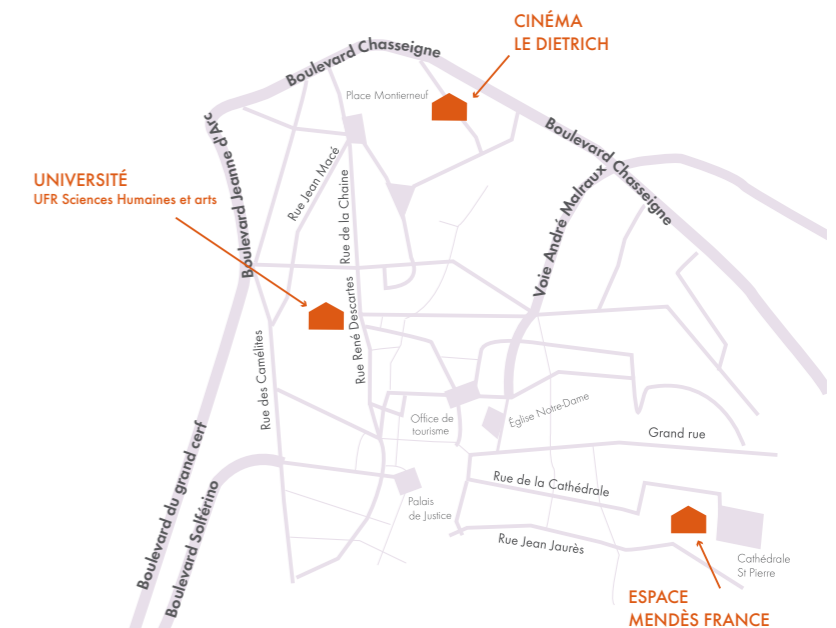 CINÉMA
LE DIETRICH
Boulevard Chasseigne
Place Montierneuf
Boulevard Jeanne d'Arc
Boulevard Chasseigne
Rue Jean Macé
Rue de la Chaine
Voie André Malraux
UNIVERSITÉ
UFR Sciences Humaines et arts
Rue René Descartes
Rue des Camélites
Office de
tourisme
Église Notre-Dame
Grand rue
Boulevard du grand cerf
Boulevard Solférino
Rue de la Cathédrale
Palais
de Justice
Rue Jean Jaurès
Cathédrale
St Pierre
ESPACE
MENDÈS FRANCE